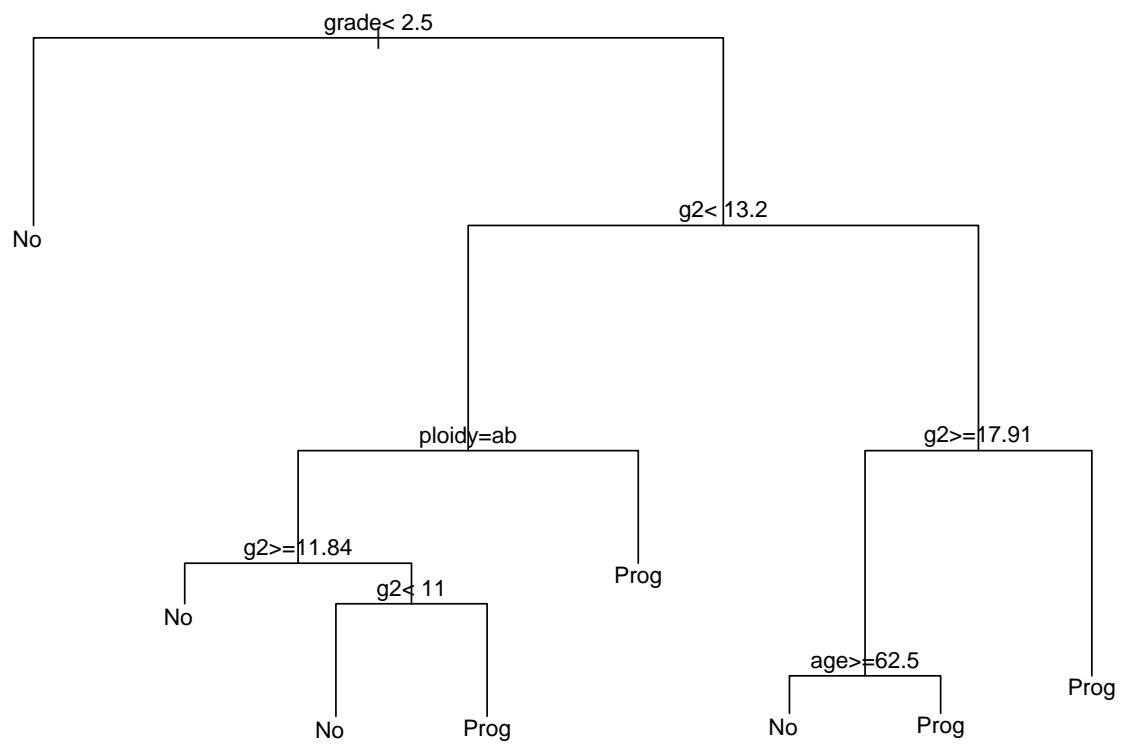 grade< 2.5
No
g2< 13.2
ploidy=ab
g2>=17.91
g2>=11.84
Prog
g2< 11
No
age>=62.5
Prog
No
Prog
No
Prog